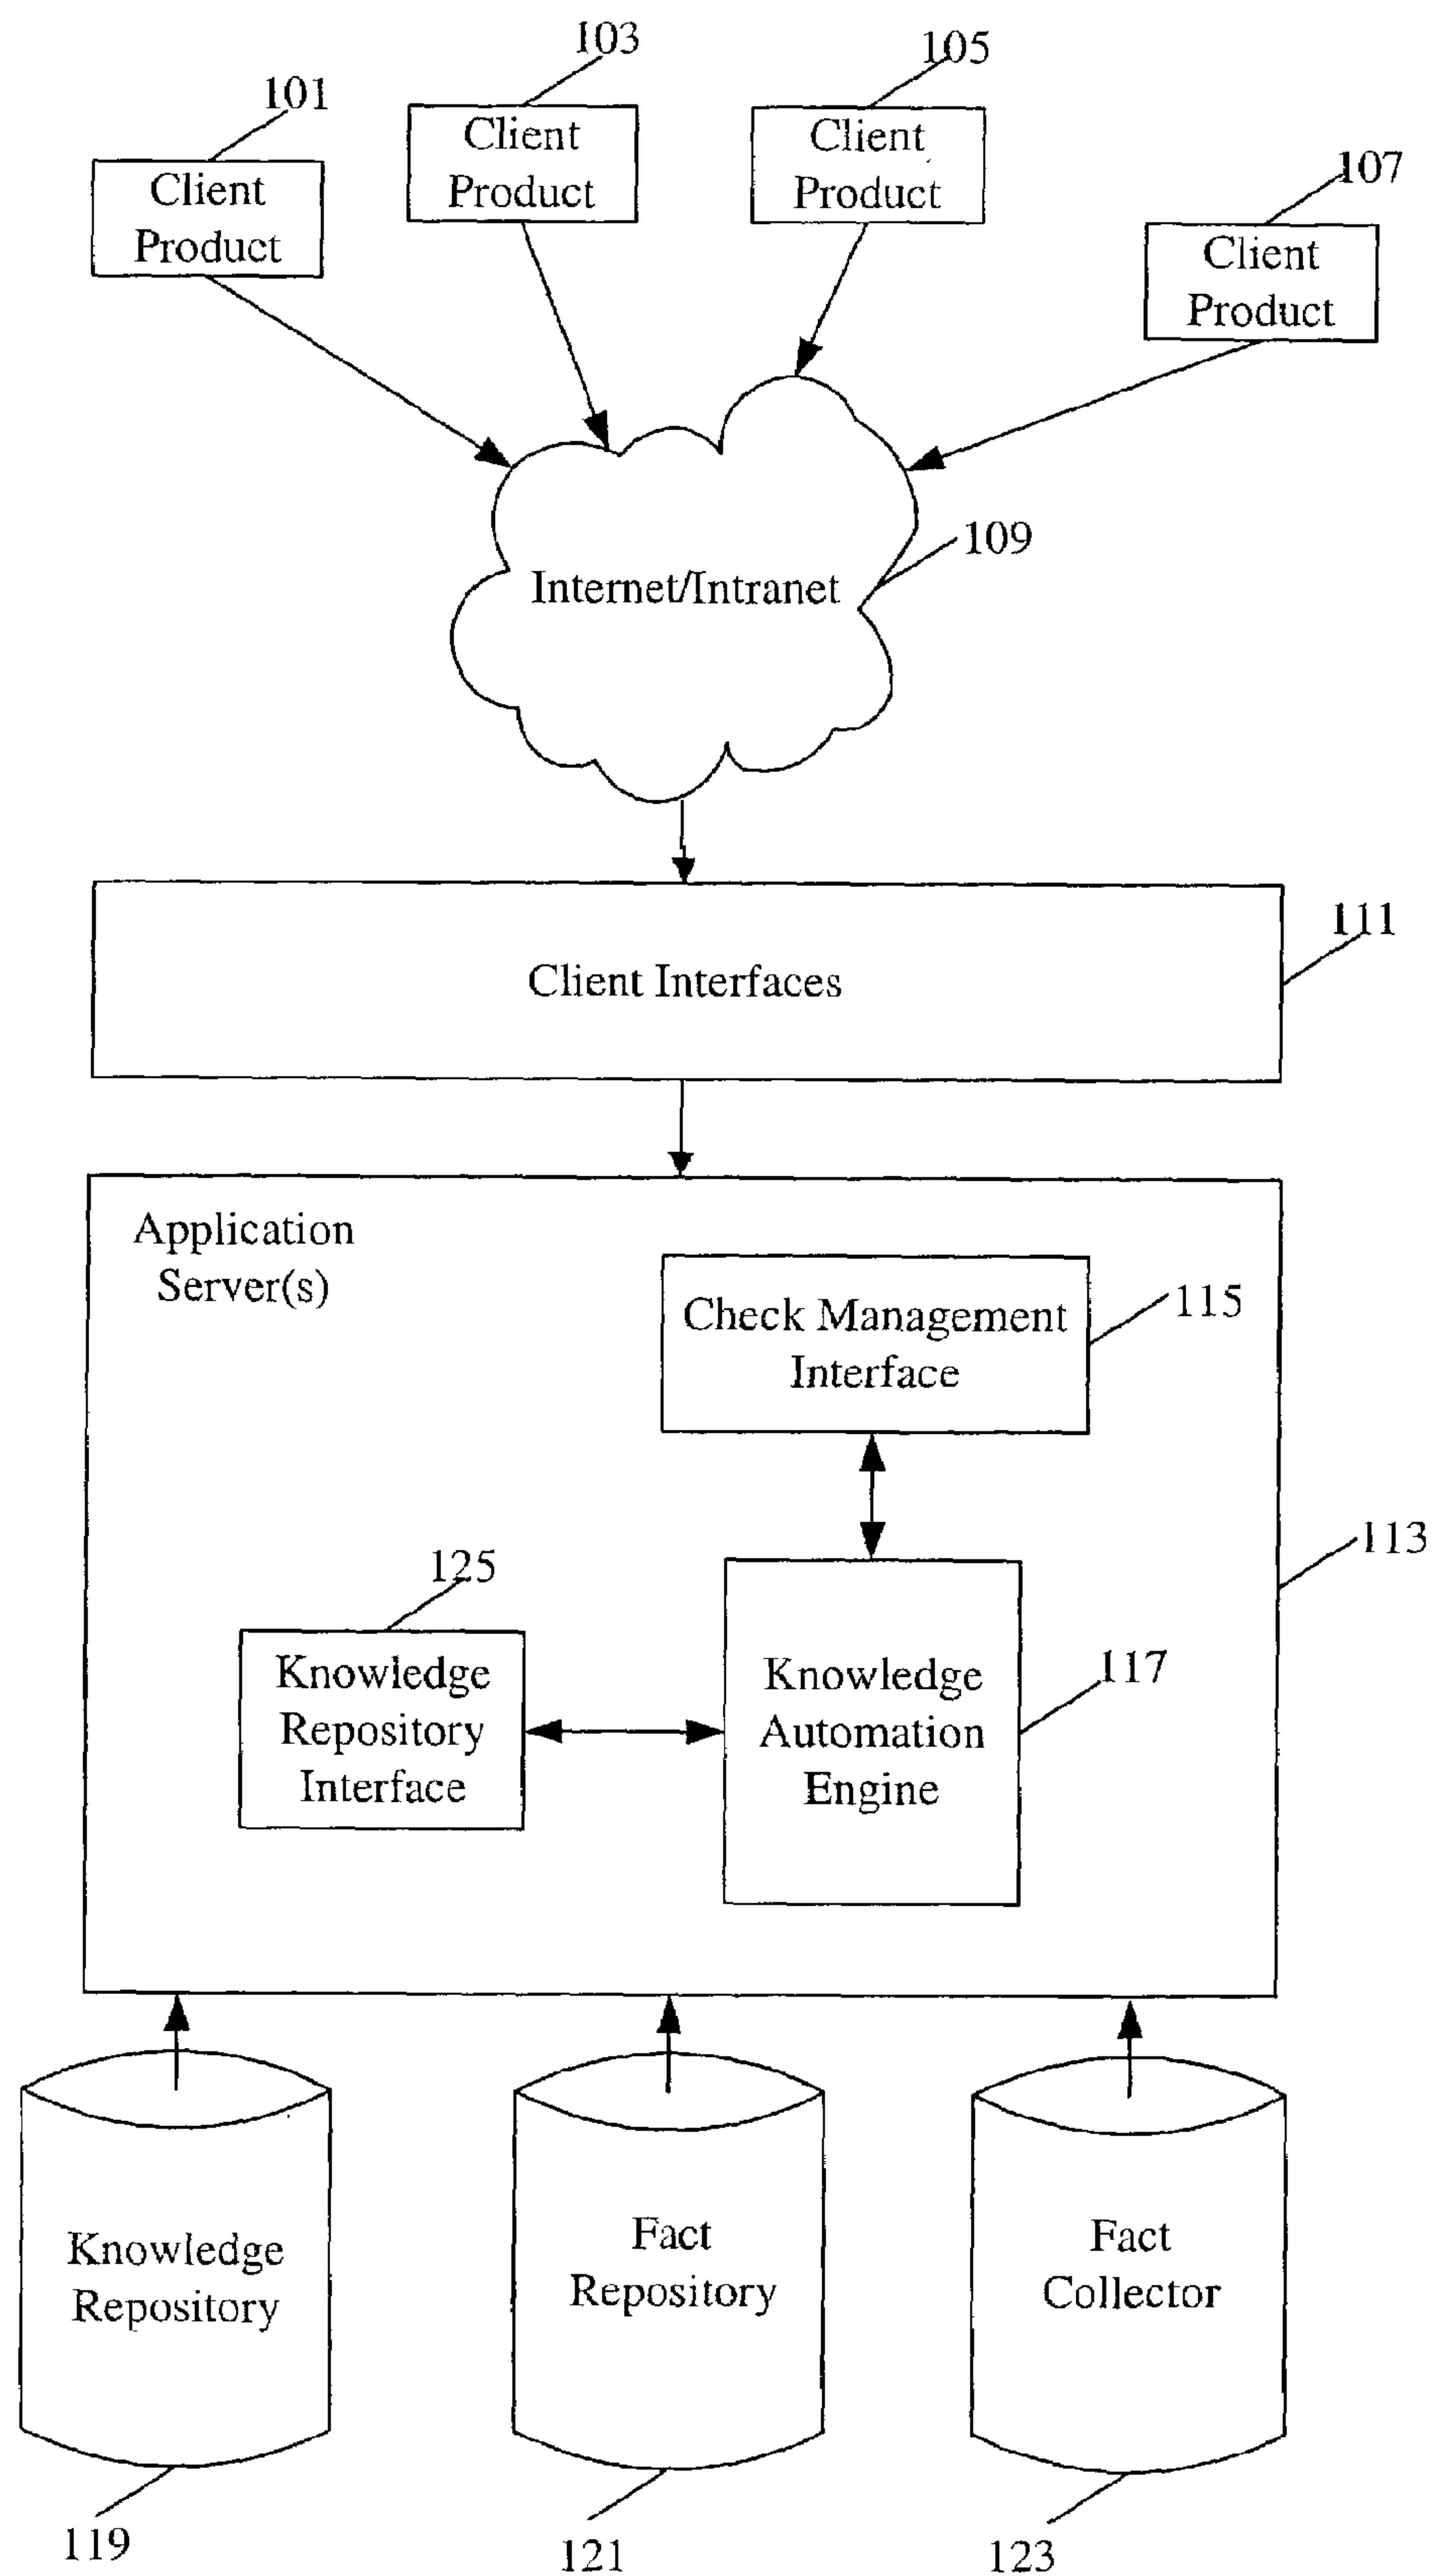 103
105
101
107
Client
Product
Client
Product
Client
Product
Client
Product
109
Internet/Intranet
111
Client Interfaces
Application
Server(s)
Check Management
Interface
115
113
125
Knowledge
Repository
Interface
Knowledge
Automation
Engine
117
Knowledge
Repository
Fact
Repository
Fact
Collector
119
121
123